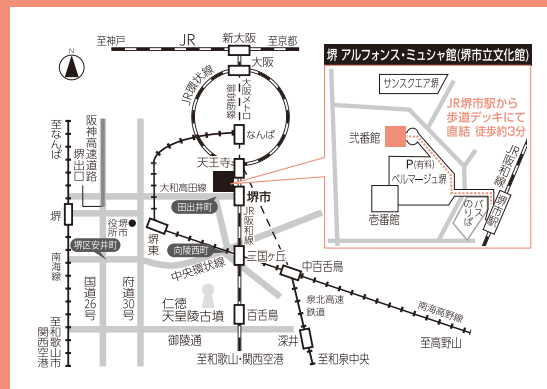 至神戸
JR
新大阪
至京都
大阪
JR環状線
大阪メトロ
御堂筋線
なんば
天王寺
大和高田線
田出井町
堺市
JR阪和線
三国ヶ丘
向陵西町
堺東
中央環状線
中百舌鳥
泉北高速
鉄道
南海高野線
至高野山
百舌鳥
深井
至和泉中央
至和歌山・関西空港
仁徳
天皇陵古墳
御陵通
阪神高速道路
堺出口
至なんば
堺
堺市
役所
堺区安井町
南海線
国道26号
府道30号
至和歌山市
関西空港
N
堺 アルフォンス・ミュシャ館(堺市立文化館)
サンスクエア堺
JR堺市駅から
歩道デッキにて
直結 徒歩約3分
弐番館
P(有料)
ベルマージュ堺
壱番館
バス
のりば
JR阪和線
堺市駅